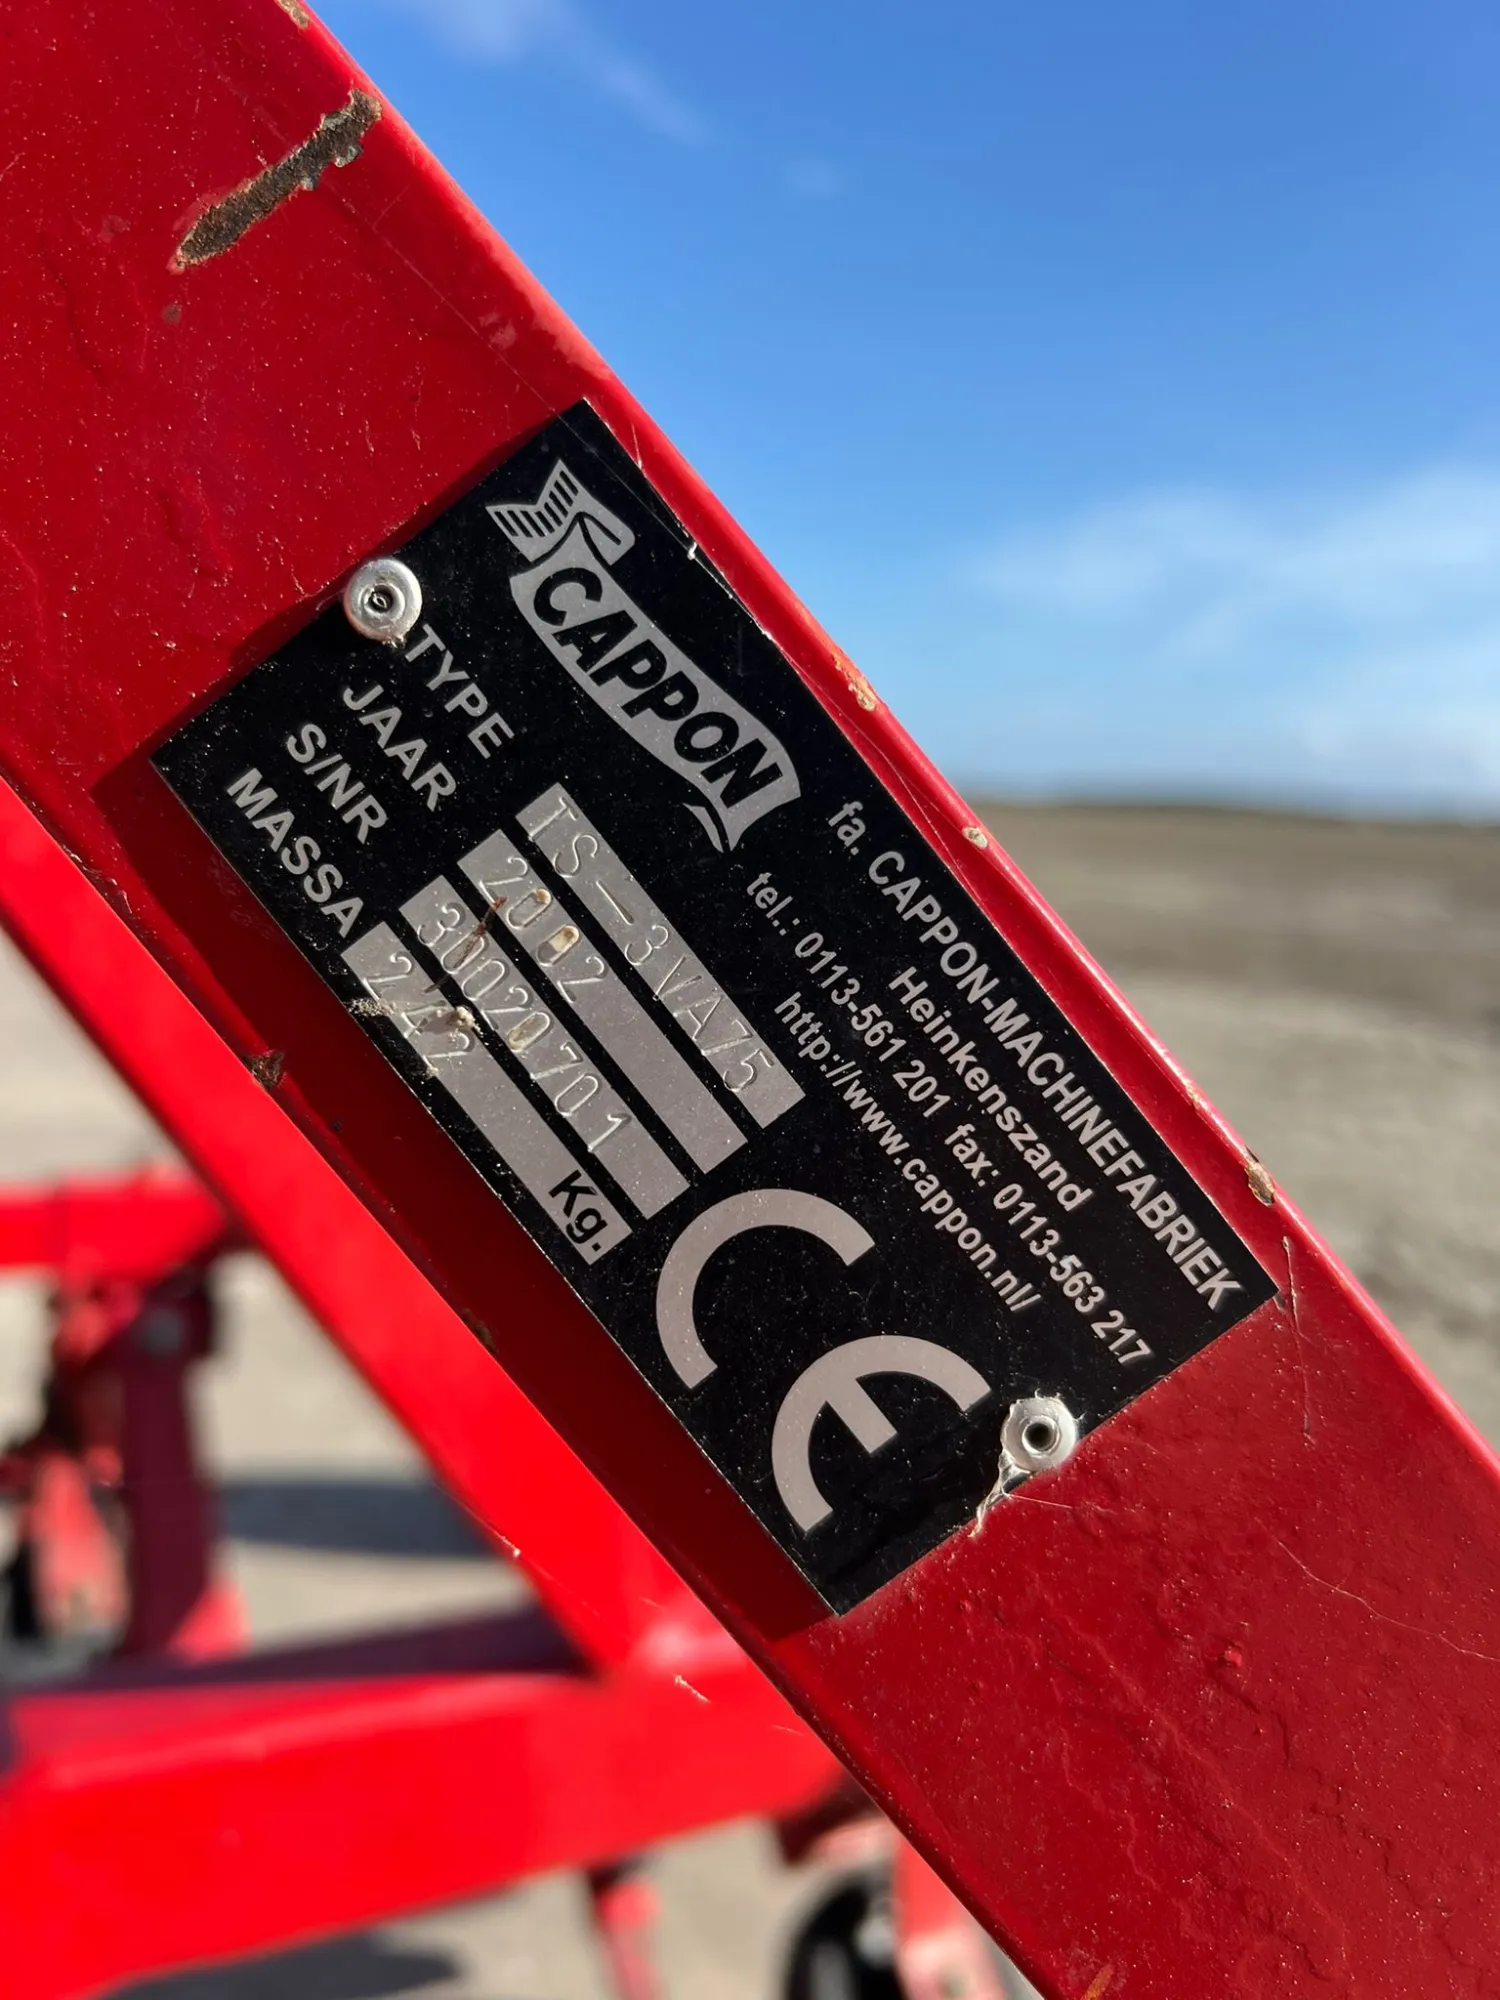 CAPPON
fa. CAPPON-MACHINEFABRIEK
Heinkenszand
tel.: 0113-561 201 fax: 0113-563 217
http://www.cappon.nl/
TYPE TS-3VA75
JAAR 2002
S/NR 30020701
MASSA 242 Kg.
CE